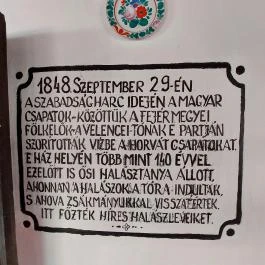 1848. SZEPTEMBER 29-ÉN
A SZABADSÁGHARC IDEJÉN A MAGYAR
CSAPATOK - KÖZÖTTÜK A FEJÉR MEGYEI
FÖLKELŐK - A VELENCEI-TÓNAK E PARTJÁN
SZORÍTOTTÁK VÍZBE A HORVÁT CSAPATOKAT.
E HÁZ HELYÉN TÖBB MINT 140 ÉVVEL
EZELŐTT IS ŐSI HALÁSZTANYA ÁLLOTT,
AHONNAN A HALÁSZOK A TÓRA INDULTAK,
S AHOVA ZSÁKMÁNYUKKAL VISSZATÉRTEK.
ITT FŐZTÉK HÍRES HALÁSZLEVEIKET.